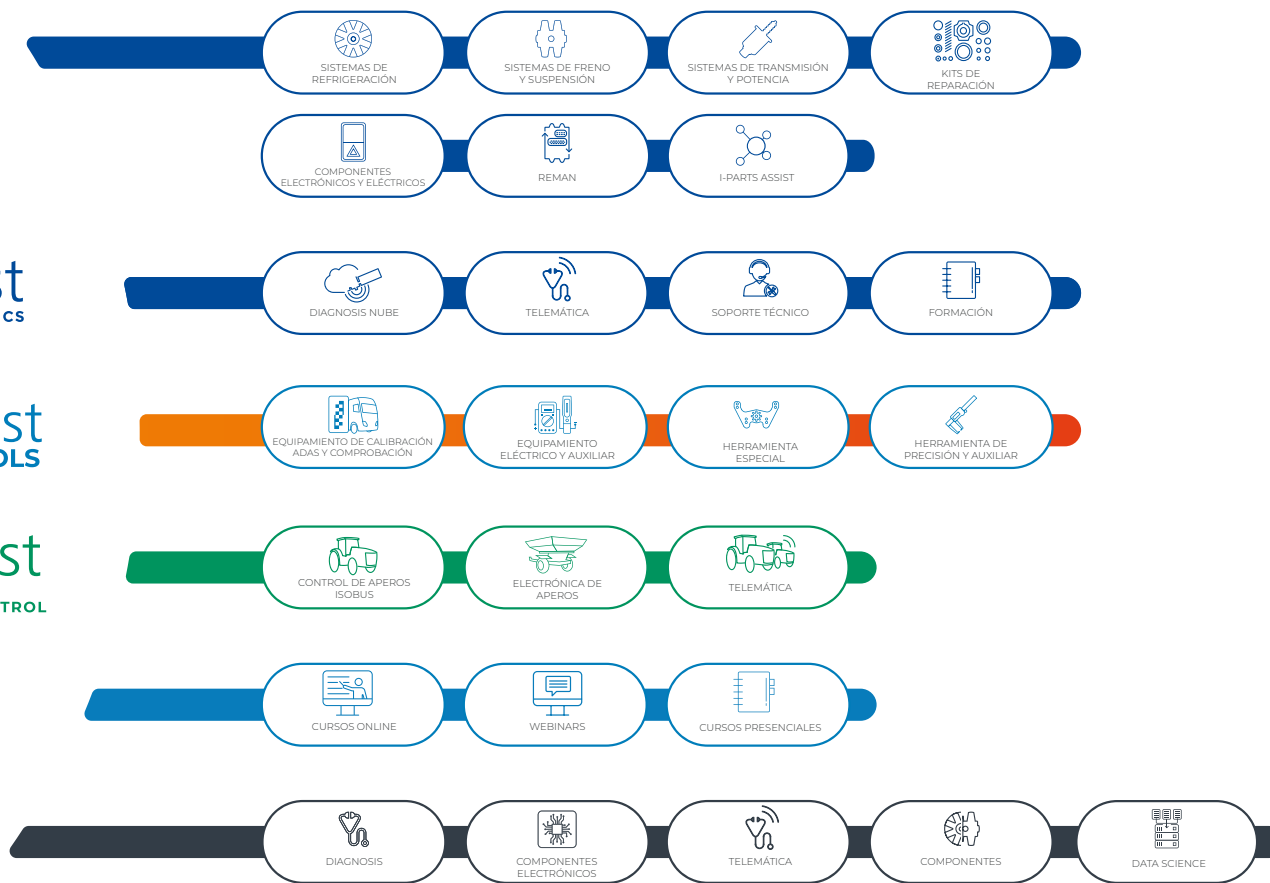 SISTEMAS DE
REFRIGERACIÓN
SISTEMAS DE FRENO
Y SUSPENSIÓN
SISTEMAS DE TRANSMISIÓN
Y POTENCIA
KITS DE
REPARACIÓN
COMPONENTES
ELECTRÓNICOS Y ELÉCTRICOS
REMAN
I-PARTS ASSIST
st
CS
DIAGNOSIS NUBE
TELEMÁTICA
SOPORTE TÉCNICO
FORMACIÓN
st
OLS
EQUIPAMIENTO DE CALIBRACIÓN
ADAS Y COMPROBACIÓN
EQUIPAMIENTO
ELÉCTRICO Y AUXILIAR
HERRAMIENTA
ESPECIAL
HERRAMIENTA DE
PRECISIÓN Y AUXILIAR
st
TROL
CONTROL DE APEROS
ISOBUS
ELECTRÓNICA DE
APEROS
TELEMÁTICA
CURSOS ONLINE
WEBINARS
CURSOS PRESENCIALES
DIAGNOSIS
COMPONENTES
ELECTRÓNICOS
TELEMÁTICA
COMPONENTES
DATA SCIENCE